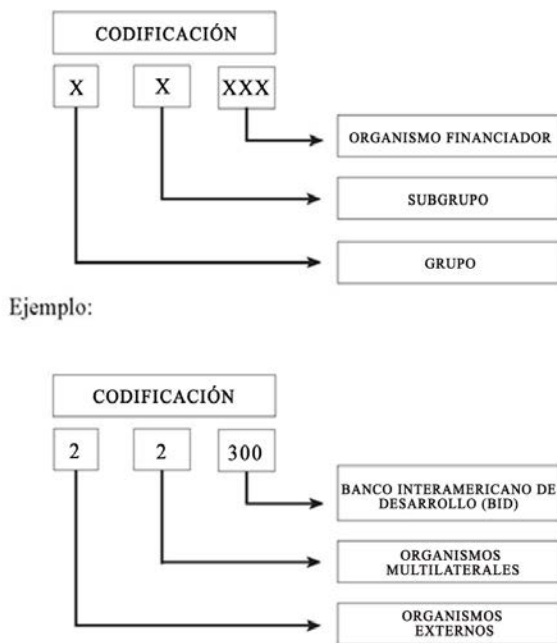 CODIFICACIÓN
X X XXX
ORGANISMO FINANCIADOR
SUBGRUPO
GRUPO
Ejemplo:
CODIFICACIÓN
2 2 300
BANCO INTERAMERICANO DE
DESARROLLO (BID)
ORGANISMOS
MULTILATERALES
ORGANISMOS
EXTERNOS